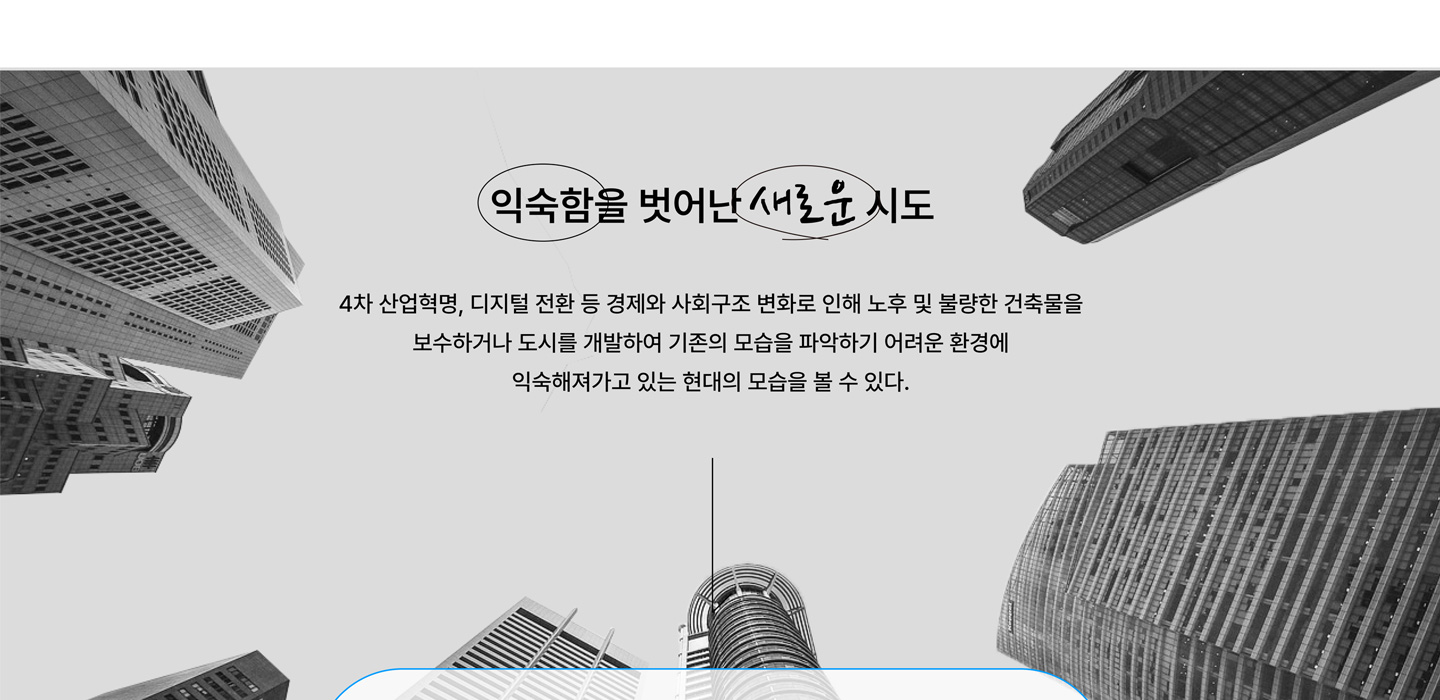 익숙함을 벗어난 새로운 시도
4차 산업혁명, 디지털 전환 등 경제와 사회구조 변화로 인해 노후 및 불량한 건축물을
보수하거나 도시를 개발하여 기존의 모습을 파악하기 어려운 환경에
익숙해져가고 있는 현대의 모습을 볼 수 있다.